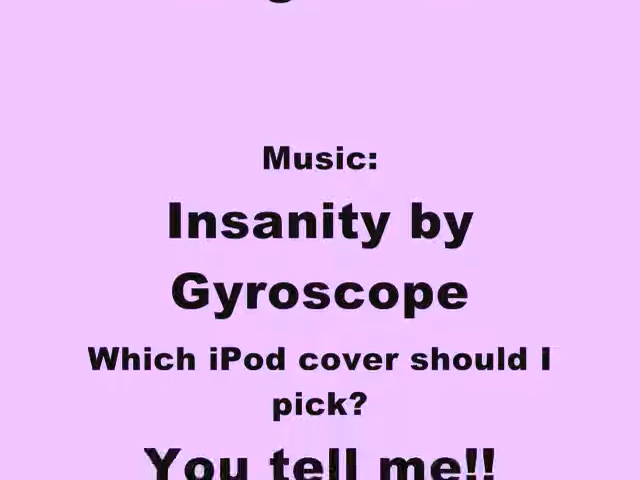 Music:
Insanity by
Gyroscope
Which iPod cover should I
pick?
You tell me!!